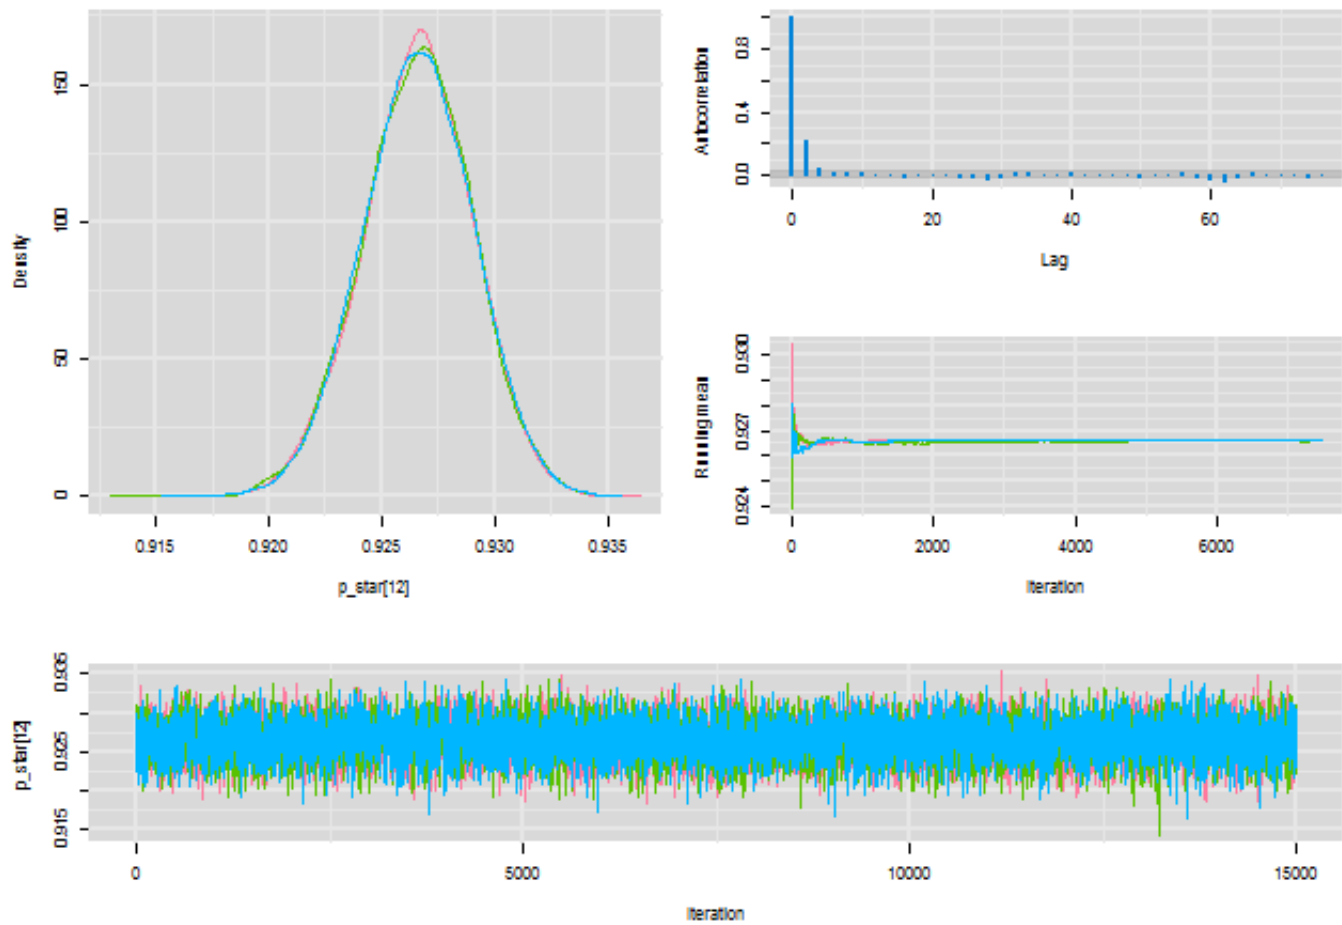 Density
150
100
50
0
0.915 0.920 0.925 0.930 0.935
p_star[12]
Autocorrelation
0.8
0.4
0.0
0 20 40 60
Lag
Running mean
0.930
0.927
0.924
0 2000 4000 6000
Iteration
p_star[12]
0.935
0.925
0.915
0 5000 10000 15000
Iteration